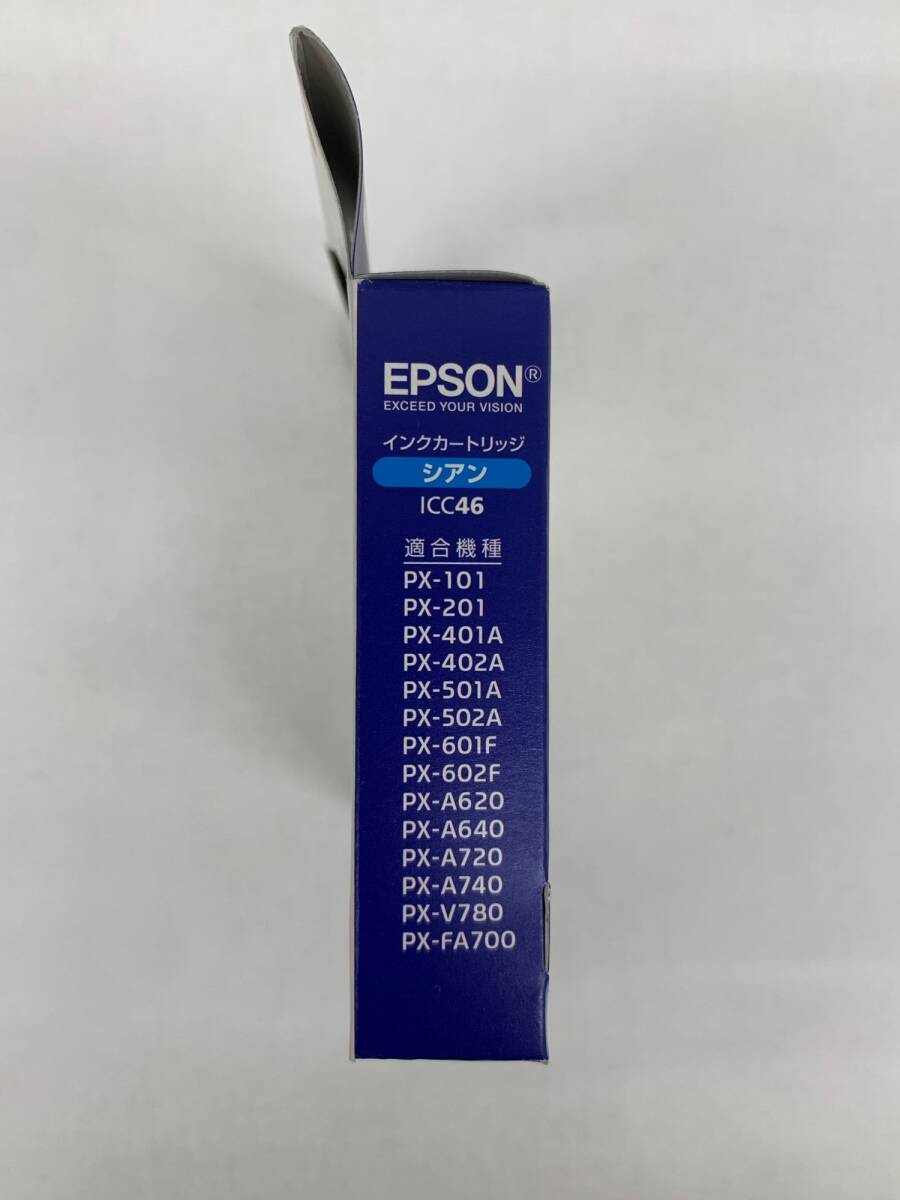 EPSON®
EXCEED YOUR VISION
インクカートリッジ
シアン
ICC46
適合機種
PX-101
PX-201
PX-401A
PX-402A
PX-501A
PX-502A
PX-601F
PX-602F
PX-A620
PX-A640
PX-A720
PX-A740
PX-V780
PX-FA700